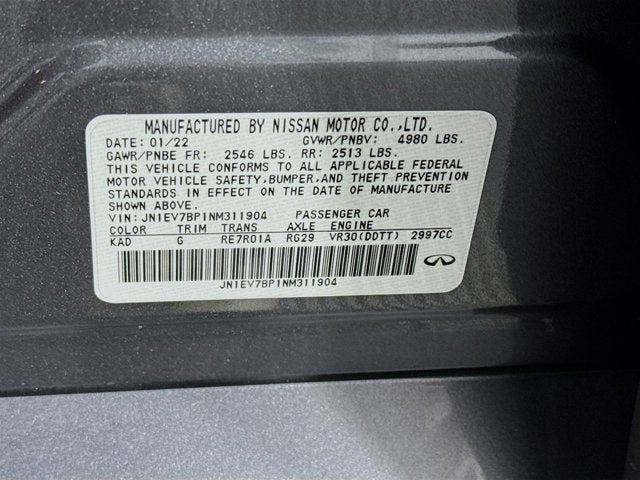 MANUFACTURED BY NISSAN MOTOR CO.,LTD.
DATE: 01/22 GVWR/PNBV: 4980 LBS.
GAWR/PNBE FR: 2546 LBS. RR: 2513 LBS.
THIS VEHICLE CONFORMS TO ALL APPLICABLE FEDERAL
MOTOR VEHICLE SAFETY,BUMPER,AND THEFT PREVENTION
STANDARDS IN EFFECT ON THE DATE OF MANUFACTURE
SHOWN ABOVE.
VIN: JN1EV7BP1NM311904 PASSENGER CAR
COLOR TRIM TRANS AXLE ENGINE
KAD G RE7R01A RG29 VR30(DDTT) 2997CC
JN1EV7BP1NM311904